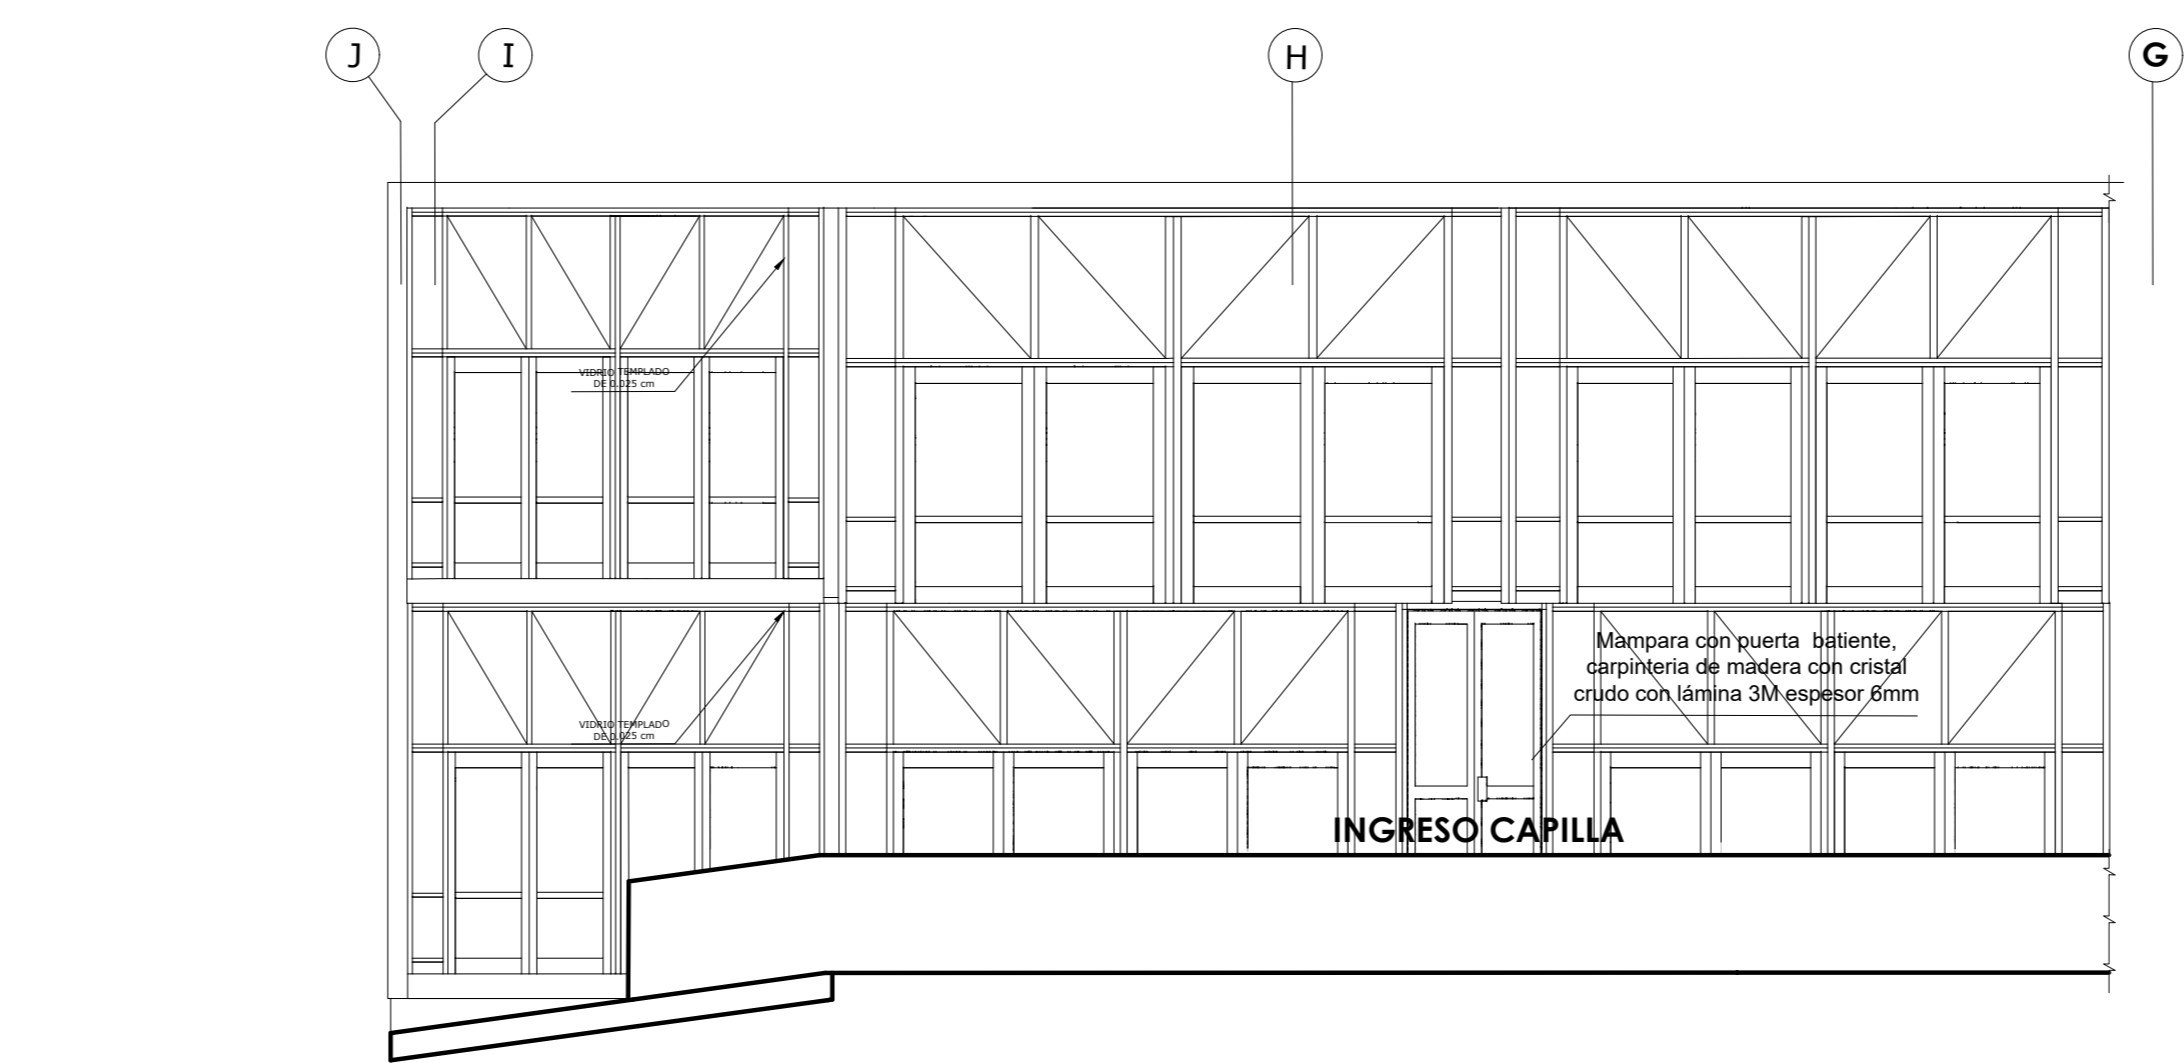 J
I
H
G
VIDRIO TEMPLADO
DE 0.025 cm
Mampara con puerta batiente,
carpinteria de madera con cristal
crudo con lámina 3M espesor 6mm
VIDRIO TEMPLADO
DE 0.025 cm
INGRESO CAPILLA